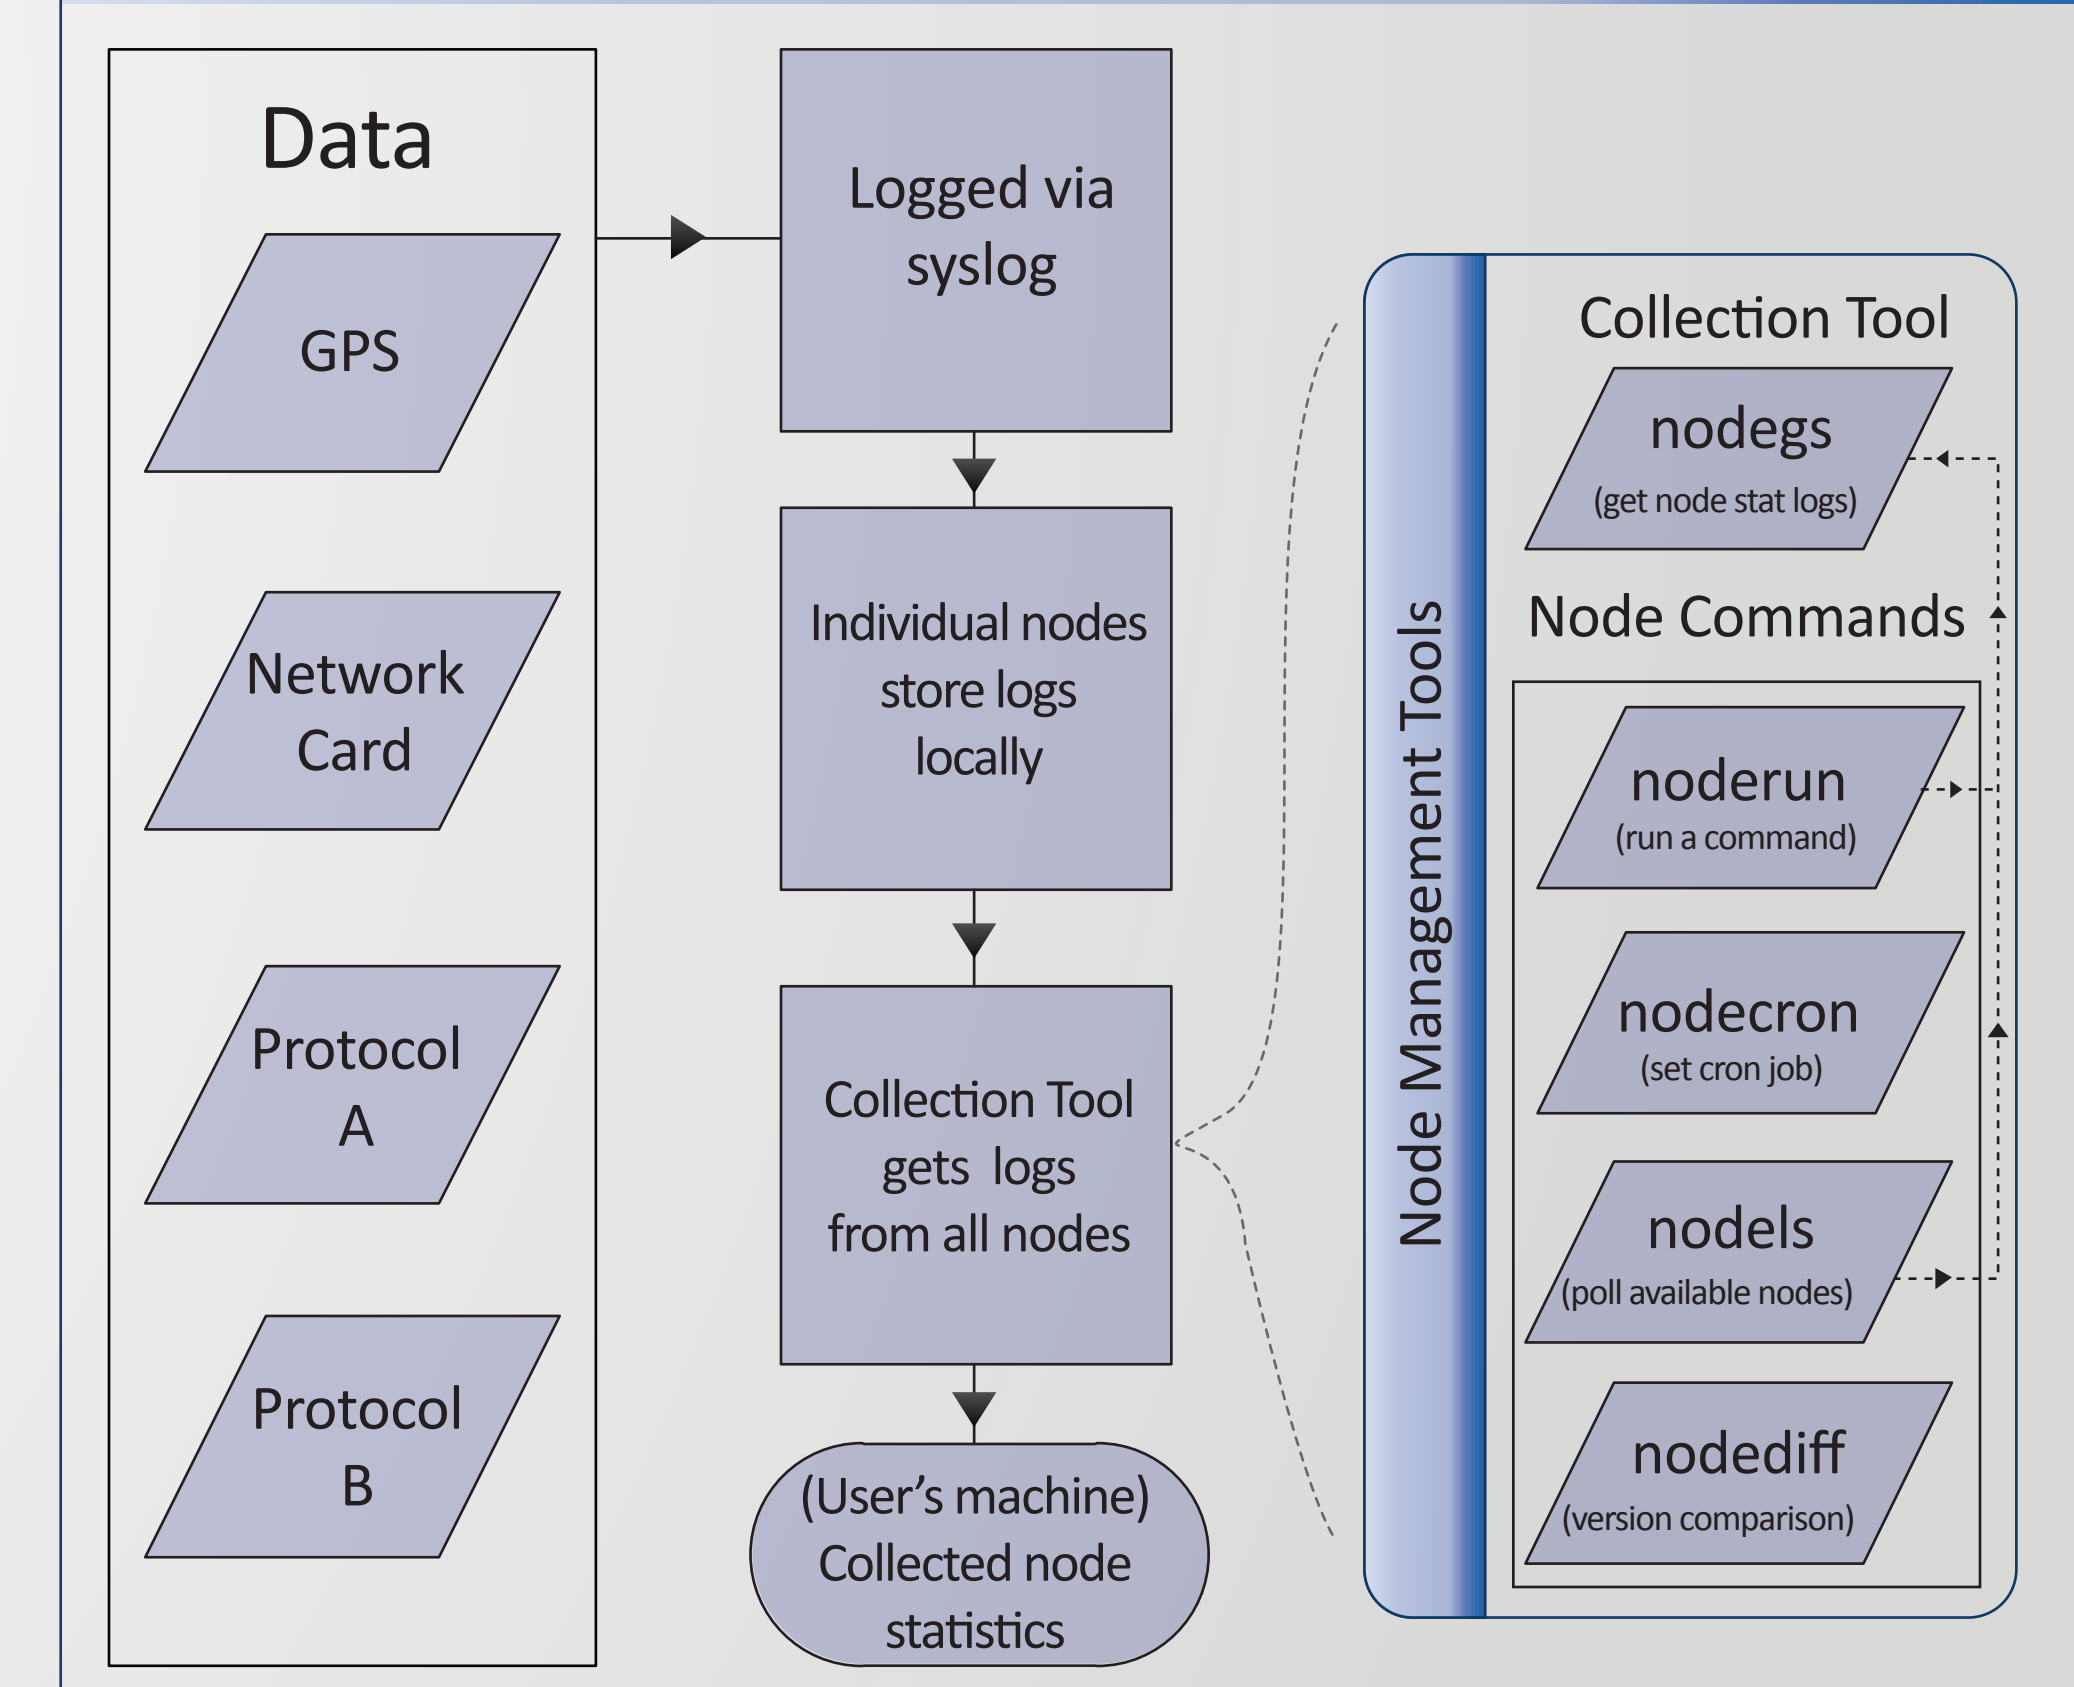 Data
GPS
Network
Card
Protocol
A
Protocol
B
Logged via
syslog
Individual nodes
store logs
locally
Collection Tool
gets logs
from all nodes
(User’s machine)
Collected node
statistics
Node Management Tools
Collection Tool
nodegs
(get node stat logs)
Node Commands
noderun
(run a command)
nodecron
(set cron job)
nodels
(poll available nodes)
nodediff
(version comparison)